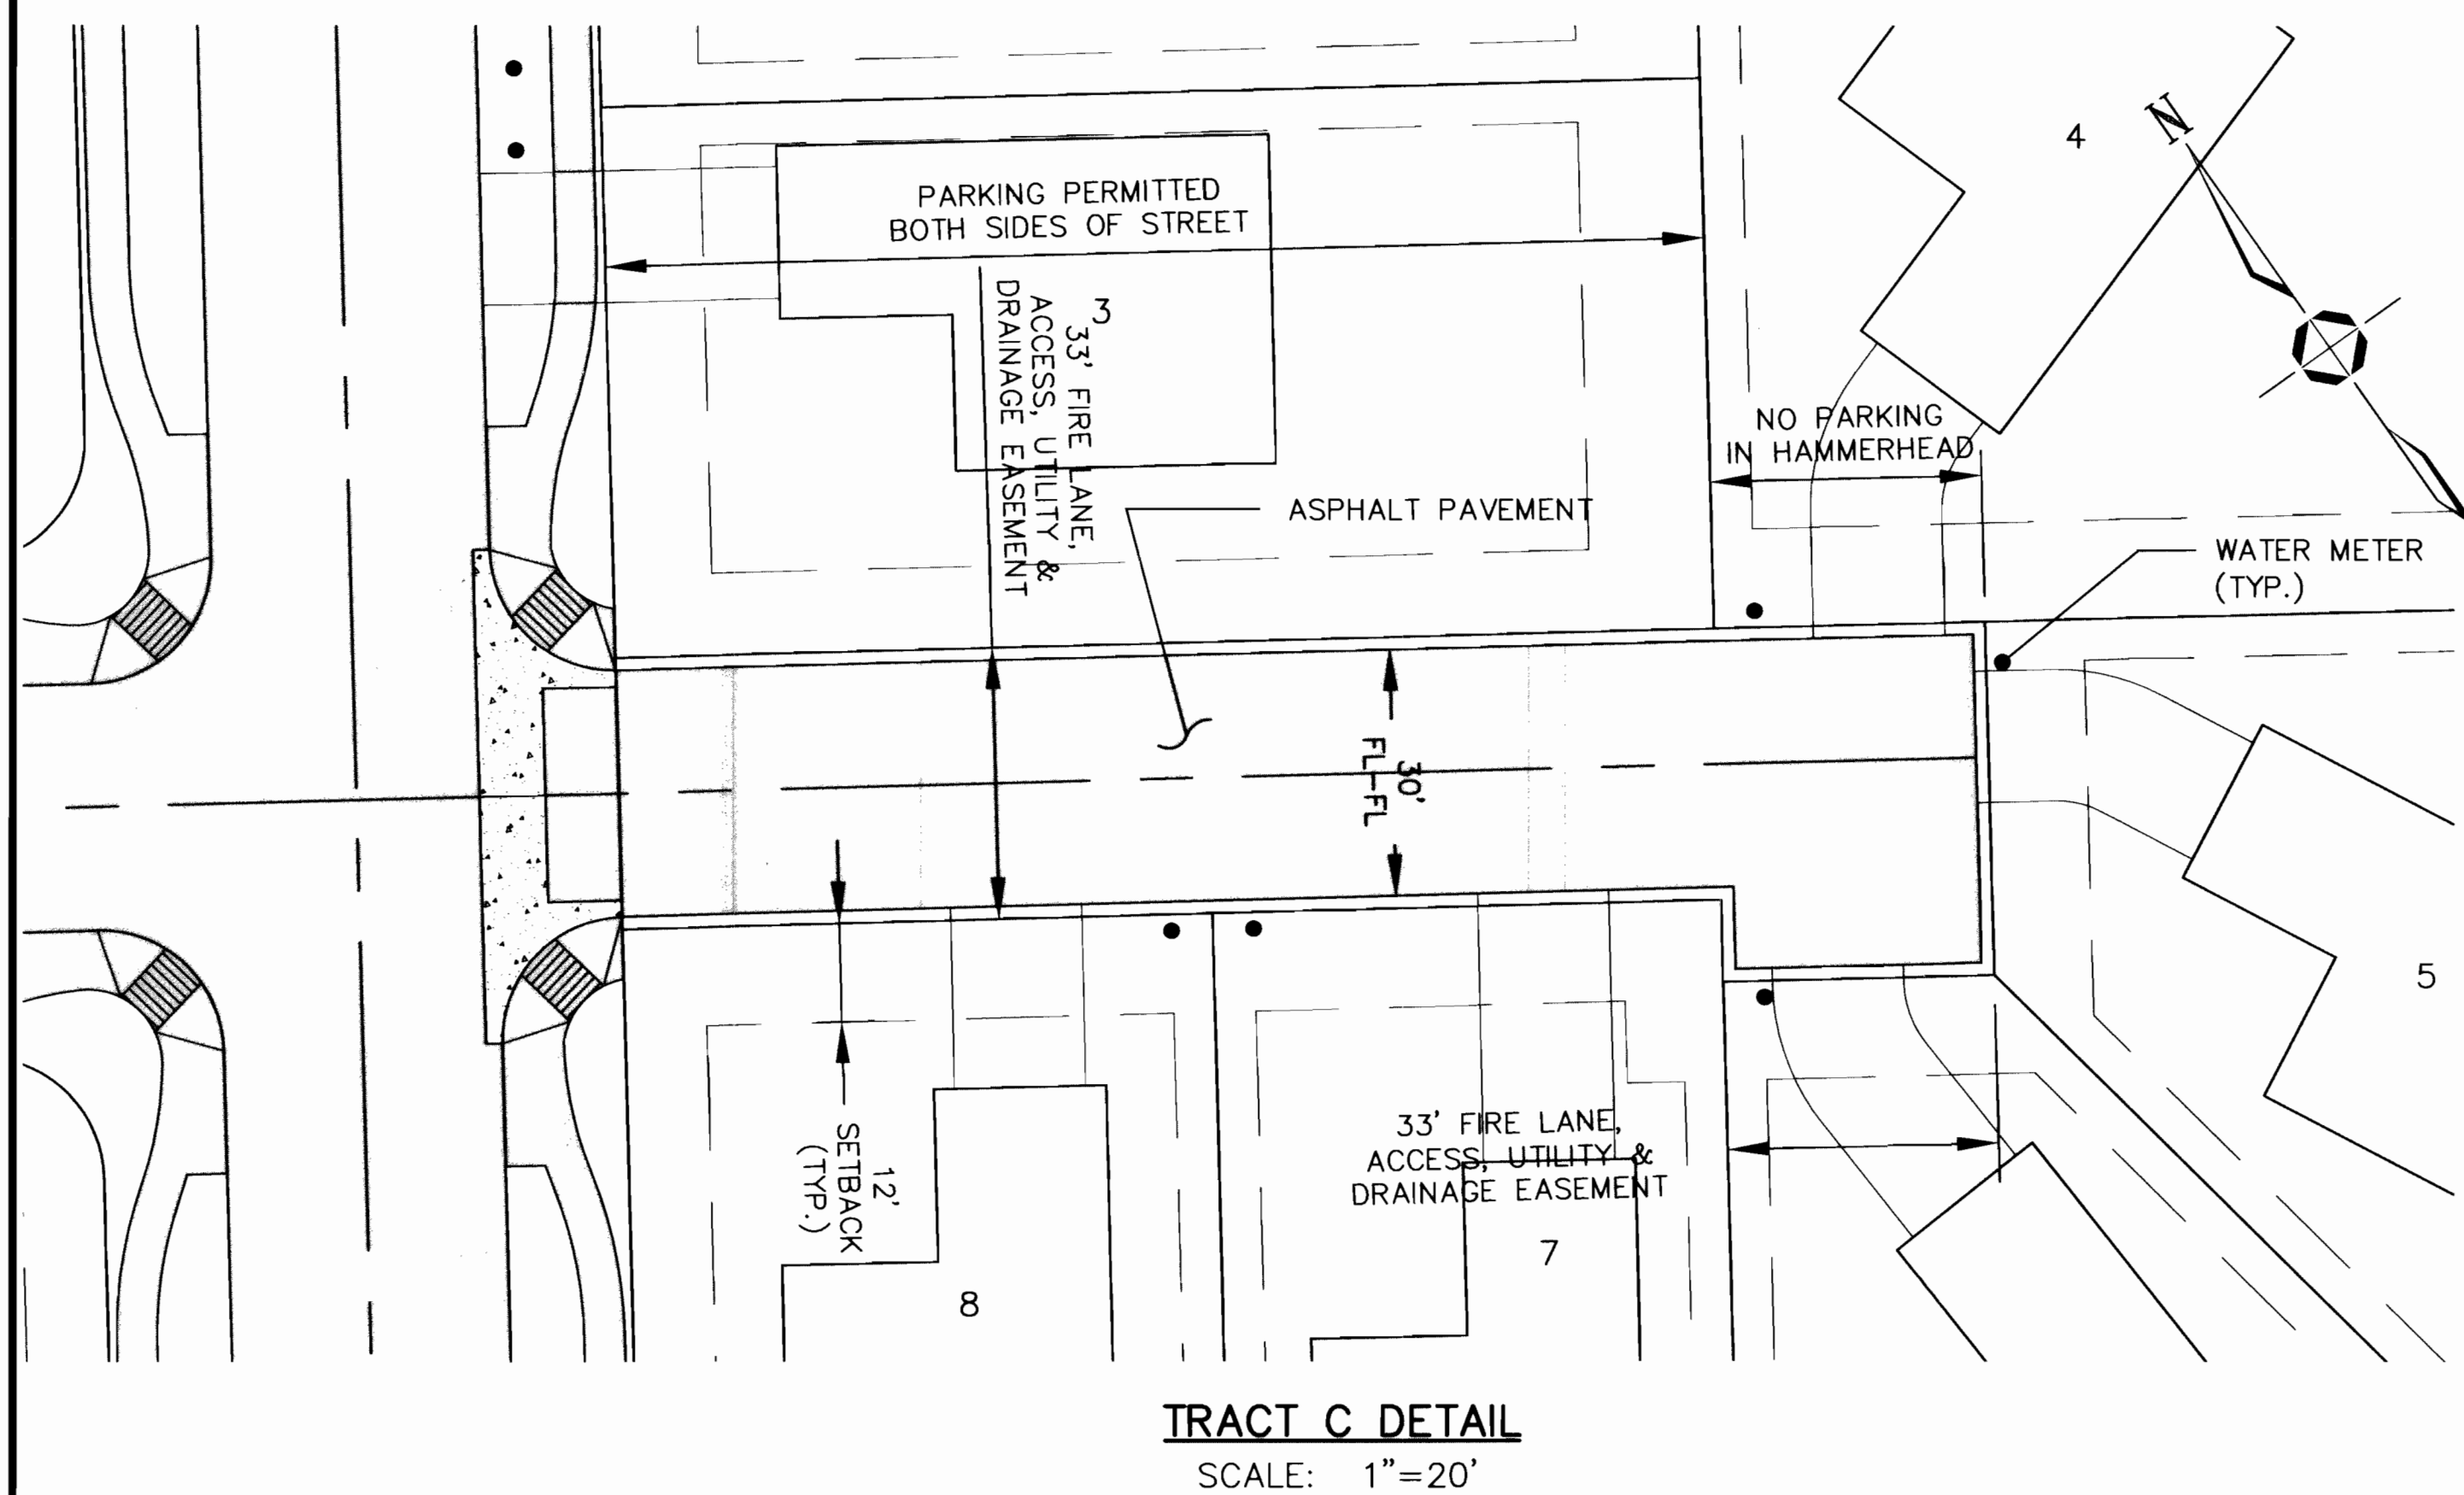 PARKING PERMITTED
BOTH SIDES OF STREET
4
N
3
33' FIRE LANE,
ACCESS, UTILITY &
DRAINAGE EASEMENT
NO PARKING
IN HAMMERHEAD
ASPHALT PAVEMENT
WATER METER
(TYP.)
30'
FL-FL
5
12'
SETBACK
(TYP.)
33' FIRE LANE,
ACCESS, UTILITY &
DRAINAGE EASEMENT
7
8
TRACT C DETAIL
SCALE: 1"=20'